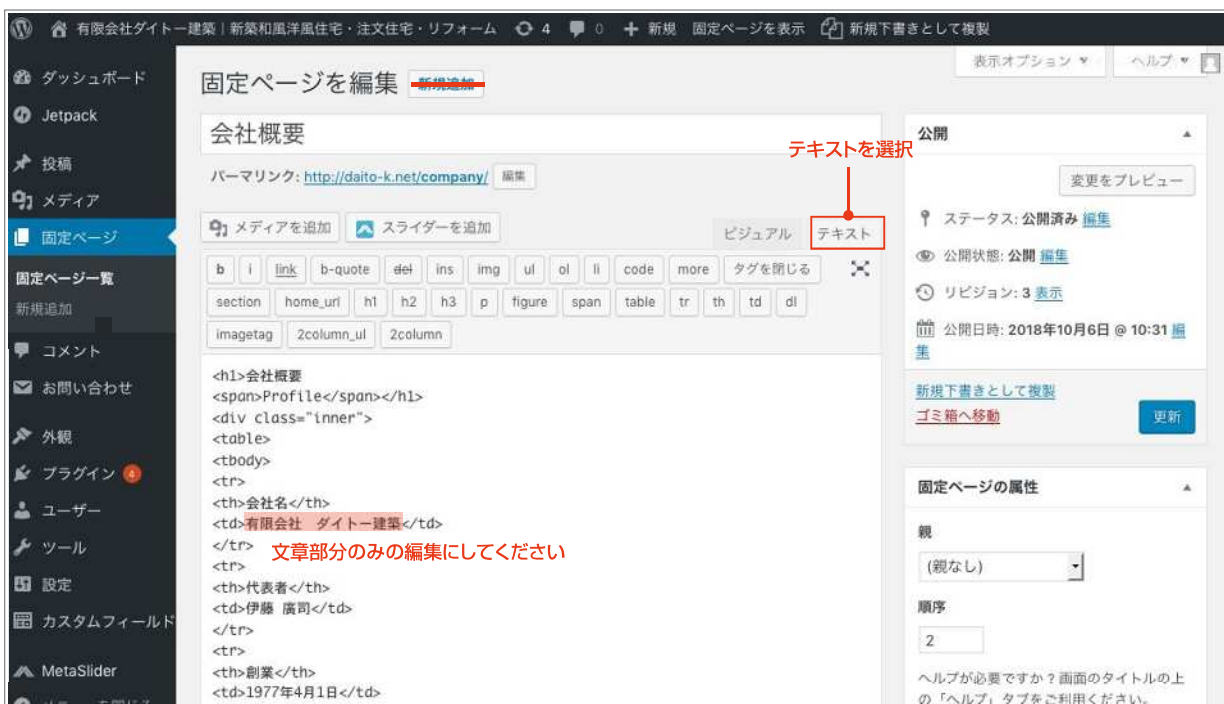 有限会社ダイトー建築 | 新築和風洋風住宅・注文住宅・リフォーム 4 0 新規 固定ページを表示 新規下書きとして複製
表示オプション ヘルプ
ダッシュボード
Jetpack
投稿
メディア
固定ページ
固定ページ一覧
新規追加
コメント
お問い合わせ
外観
プラグイン 4
ユーザー
ツール
設定
カスタムフィールド
MetaSlider
固定ページを編集 新規追加
会社概要
テキストを選択
パーマリンク: http://daito-k.net/company/ 編集
メディアを追加 スライダーを追加
ビジュアル テキスト
b i link b-quote del ins img ul ol li code more タグを閉じる
section home_url h1 h2 h3 p figure span table tr th td dl
imagetag 2column_ul 2column
<h1>会社概要
<span>Profile</span></h1>
<div class="inner">
<table>
<tbody>
<tr>
<th>会社名</th>
<td>有限会社　ダイトー建築</td>
</tr>
文章部分のみの編集にしてください
<tr>
<th>代表者</th>
<td>伊藤 廣司</td>
</tr>
<tr>
<th>創業</th>
<td>1977年4月1日</td>
公開
変更をプレビュー
ステータス: 公開済み 編集
公開状態: 公開 編集
リビジョン: 3 表示
公開日時: 2018年10月6日 @ 10:31 編
集
新規下書きとして複製
ゴミ箱へ移動
更新
固定ページの属性
親
(親なし)
順序
2
ヘルプが必要ですか？画面のタイトルの上
の「ヘルプ」タブをご利用ください。